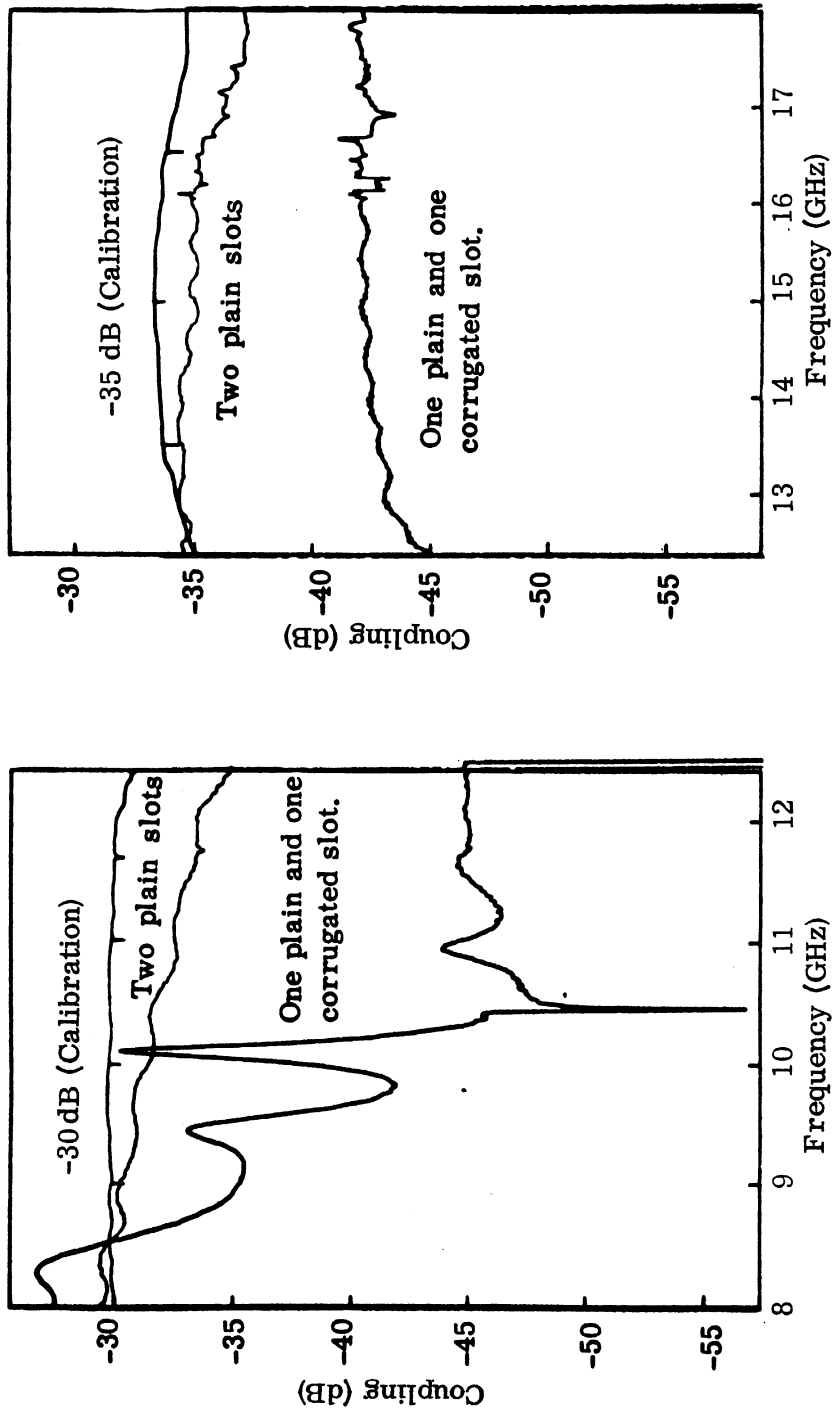 -30
-35
-40
-45
-50
-55
Coupling (dB)
-30 dB (Calibration)
Two plain slots
One plain and one
corrugated slot.
8
9
10
11
12
Frequency (GHz)
-30
-35
-40
-45
-50
-55
Coupling (dB)
-35 dB (Calibration)
Two plain slots
One plain and one
corrugated slot.
13
14
15
16
17
Frequency (GHz)